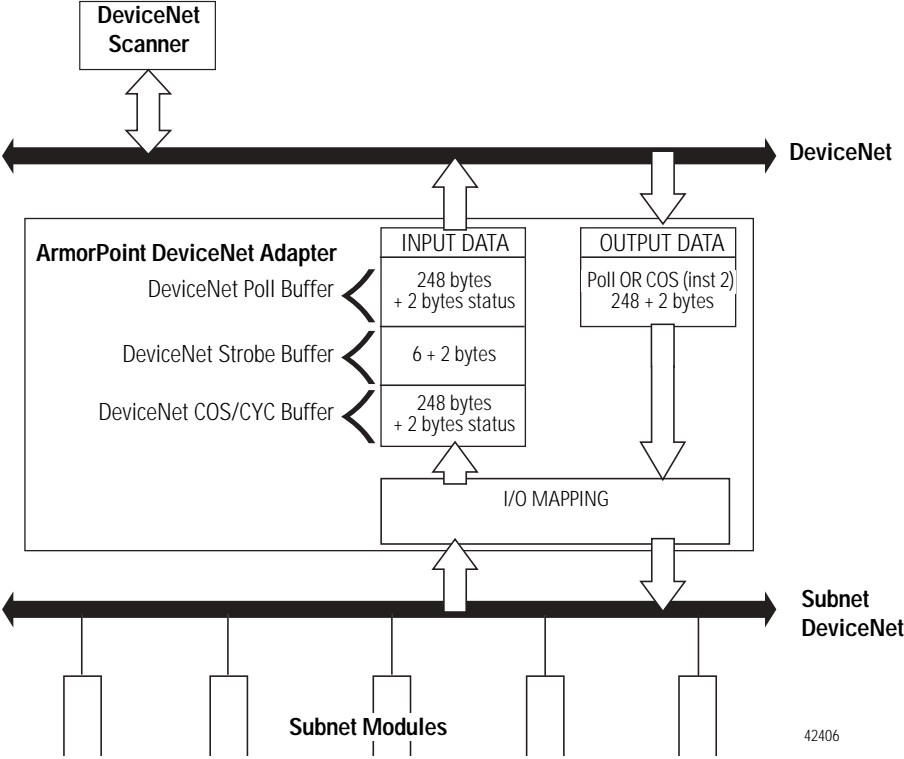 DeviceNet
Scanner
DeviceNet
ArmorPoint DeviceNet Adapter
DeviceNet Poll Buffer
DeviceNet Strobe Buffer
DeviceNet COS/CYC Buffer
INPUT DATA
248 bytes
+ 2 bytes status
6 + 2 bytes
248 bytes
+ 2 bytes status
OUTPUT DATA
Poll OR COS (inst 2)
248 + 2 bytes
I/O MAPPING
Subnet
DeviceNet
Subnet Modules
42406